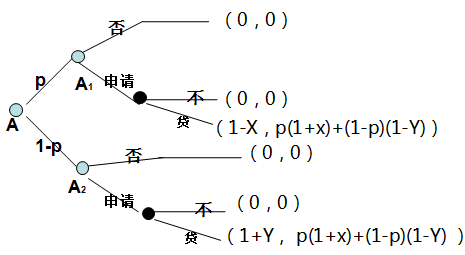 否 (0,0)
p
A₁ 申请
不 (0,0)
A
贷 (1-X,p(1+x)+(1-p)(1-Y))
1-p
否 (0,0)
A₂
申请 不 (0,0)
贷 (1+Y, p(1+x)+(1-p)(1-Y) )